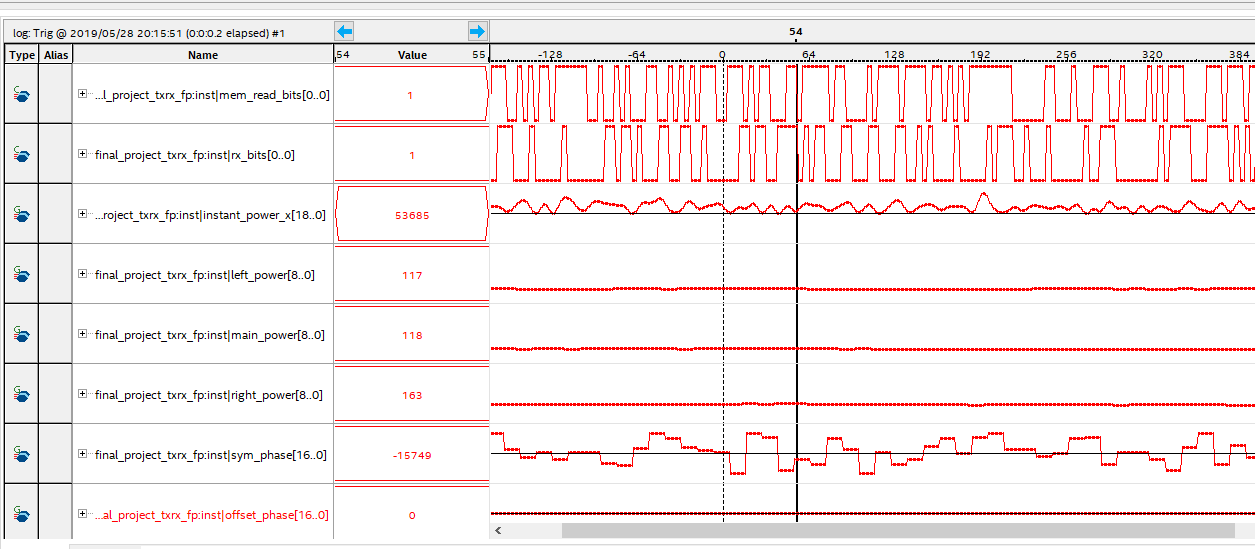 log: Trig @ 2019/05/28 20:15:51 (0:0:0.2 elapsed) #1
54
Type Alias Name 54 Value 55 -128 -64 0 64 128 192 256 320 384
...l_project_txrx_fp:inst|mem_read_bits[0..0] 1
final_project_txrx_fp:inst|rx_bits[0..0] 1
...roject_txrx_fp:inst|instant_power_x[18..0] 53685
final_project_txrx_fp:inst|left_power[8..0] 117
final_project_txrx_fp:inst|main_power[8..0] 118
final_project_txrx_fp:inst|right_power[8..0] 163
final_project_txrx_fp:inst|sym_phase[16..0] -15749
...al_project_txrx_fp:inst|offset_phase[16..0] 0